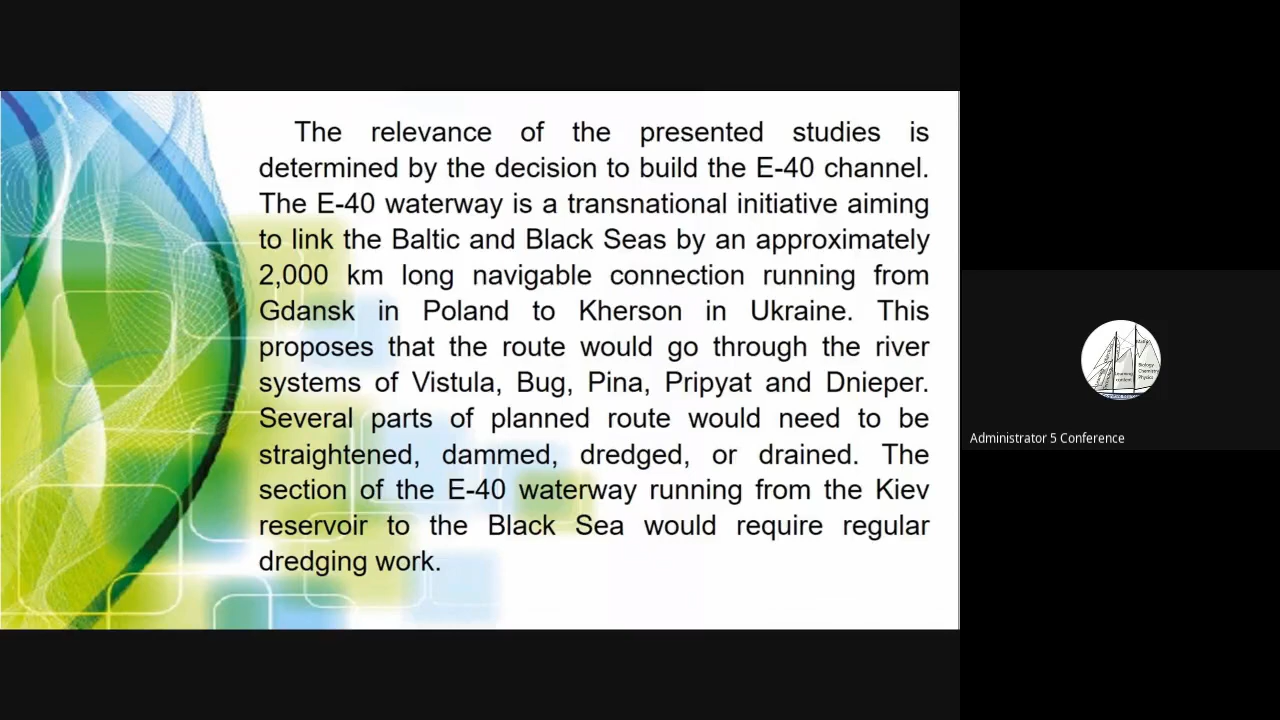 The relevance of the presented studies is
determined by the decision to build the E-40 channel.
The E-40 waterway is a transnational initiative aiming
to link the Baltic and Black Seas by an approximately
2,000 km long navigable connection running from
Gdansk in Poland to Kherson in Ukraine. This
proposes that the route would go through the river
systems of Vistula, Bug, Pina, Pripyat and Dnieper.
Several parts of planned route would need to be
straightened, dammed, dredged, or drained. The
section of the E-40 waterway running from the Kiev
reservoir to the Black Sea would require regular
dredging work.
Biology
Physics
Administrator 5 Conference